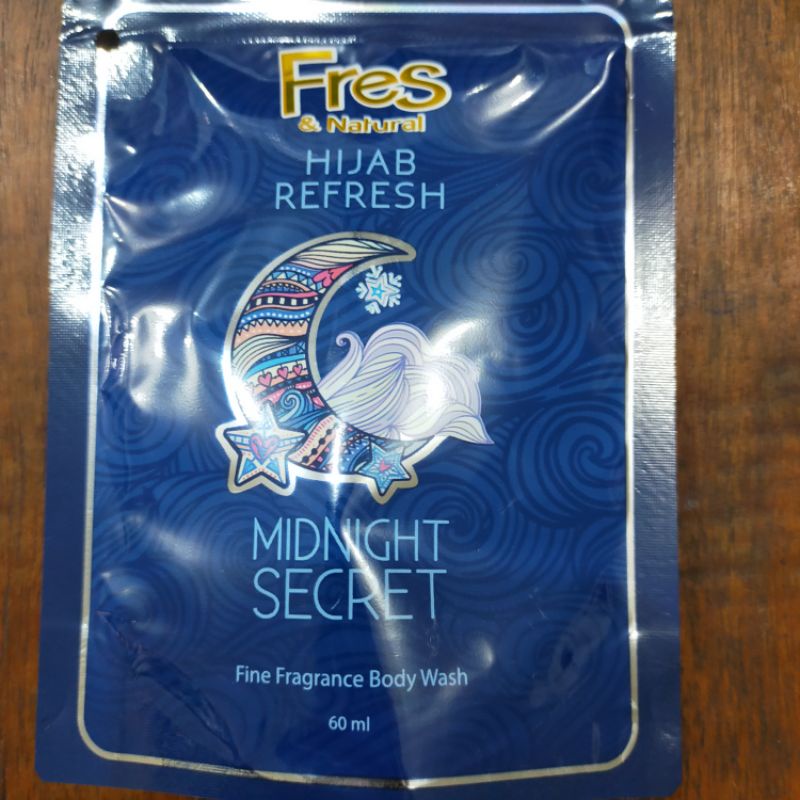 Fres
& Natural
HIJAB
REFRESH
MIDNIGHT
SECRET
Fine Fragrance Body Wash
60 ml